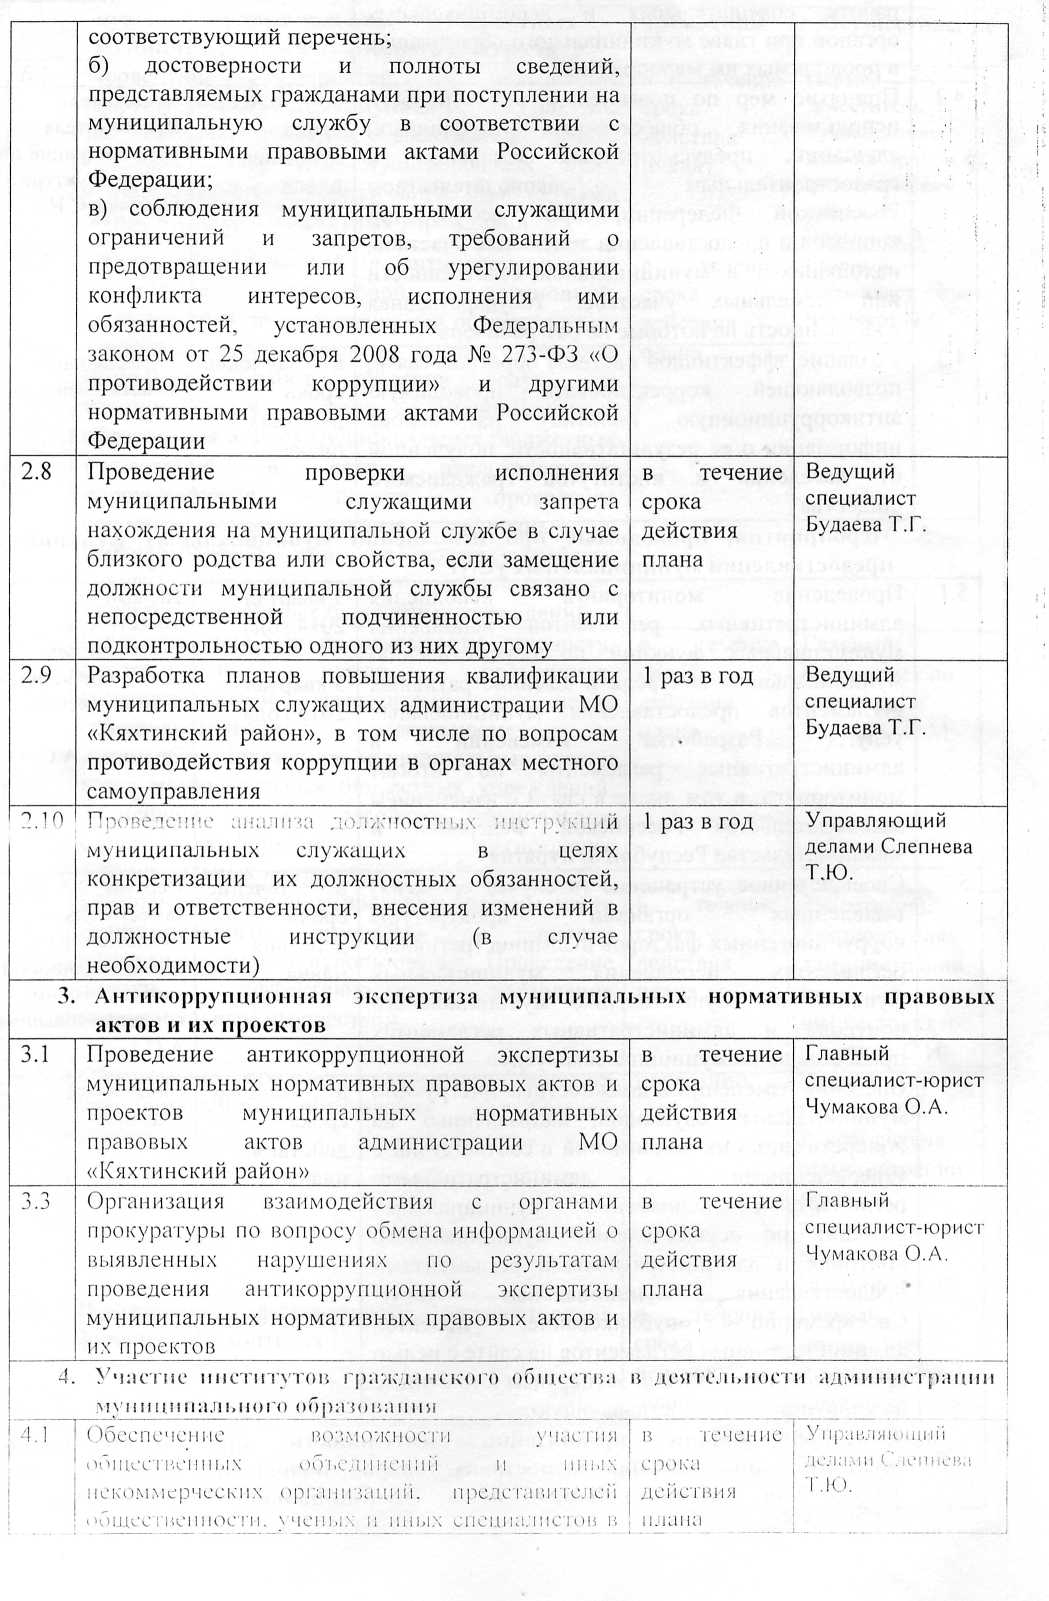 соответствующий перечень;
б) достоверности и полноты сведений,
представляемых гражданами при поступлении на
муниципальную службу в соответствии с
нормативными правовыми актами Российской
Федерации;
в) соблюдения муниципальными служащими
ограничений и запретов, требований о
предотвращении или об урегулировании
конфликта интересов, исполнения ими
обязанностей, установленных Федеральным
законом от 25 декабря 2008 года № 273-ФЗ «О
противодействии коррупции» и другими
нормативными правовыми актами Российской
Федерации
2.8
Проведение проверки исполнения
муниципальными служащими запрета
нахождения на муниципальной службе в случае
близкого родства или свойства, если замещение
должности муниципальной службы связано с
непосредственной подчиненностью или
подконтрольностью одного из них другому
в течение
срока
действия
плана
Ведущий
специалист
Будаева Т.Г.
2.9
Разработка планов повышения квалификации
муниципальных служащих администрации МО
«Кяхтинский район», в том числе по вопросам
противодействия коррупции в органах местного
самоуправления
1 раз в год
Ведущий
специалист
Будаева Т.Г.
2.10
Проведение анализа должностных инструкций
муниципальных служащих в целях
конкретизации их должностных обязанностей,
прав и ответственности, внесения изменений в
должностные инструкции (в случае
необходимости)
1 раз в год
Управляющий
делами Слепнева
Т.Ю.
3. Антикоррупционная экспертиза муниципальных нормативных правовых
актов и их проектов
3.1
Проведение антикоррупционной экспертизы
муниципальных нормативных правовых актов и
проектов муниципальных нормативных
правовых актов администрации МО
«Кяхтинский район»
в течение
срока
действия
плана
Главный
специалист-юрист
Чумакова О.А.
3.3
Организация взаимодействия с органами
прокуратуры по вопросу обмена информацией о
выявленных нарушениях по результатам
проведения антикоррупционной экспертизы
муниципальных нормативных правовых актов и
их проектов
в течение
срока
действия
плана
Главный
специалист-юрист
Чумакова О.А.
4. Участие институтов гражданского общества в деятельности администрации
муниципального образования
4.1
Обеспечение возможности участия
общественных объединений и иных
некоммерческих организаций, представителей
общественности, ученых и иных специалистов в
в течение
срока
действия
плана
Управляющий
делами Слепнева
Т.Ю.